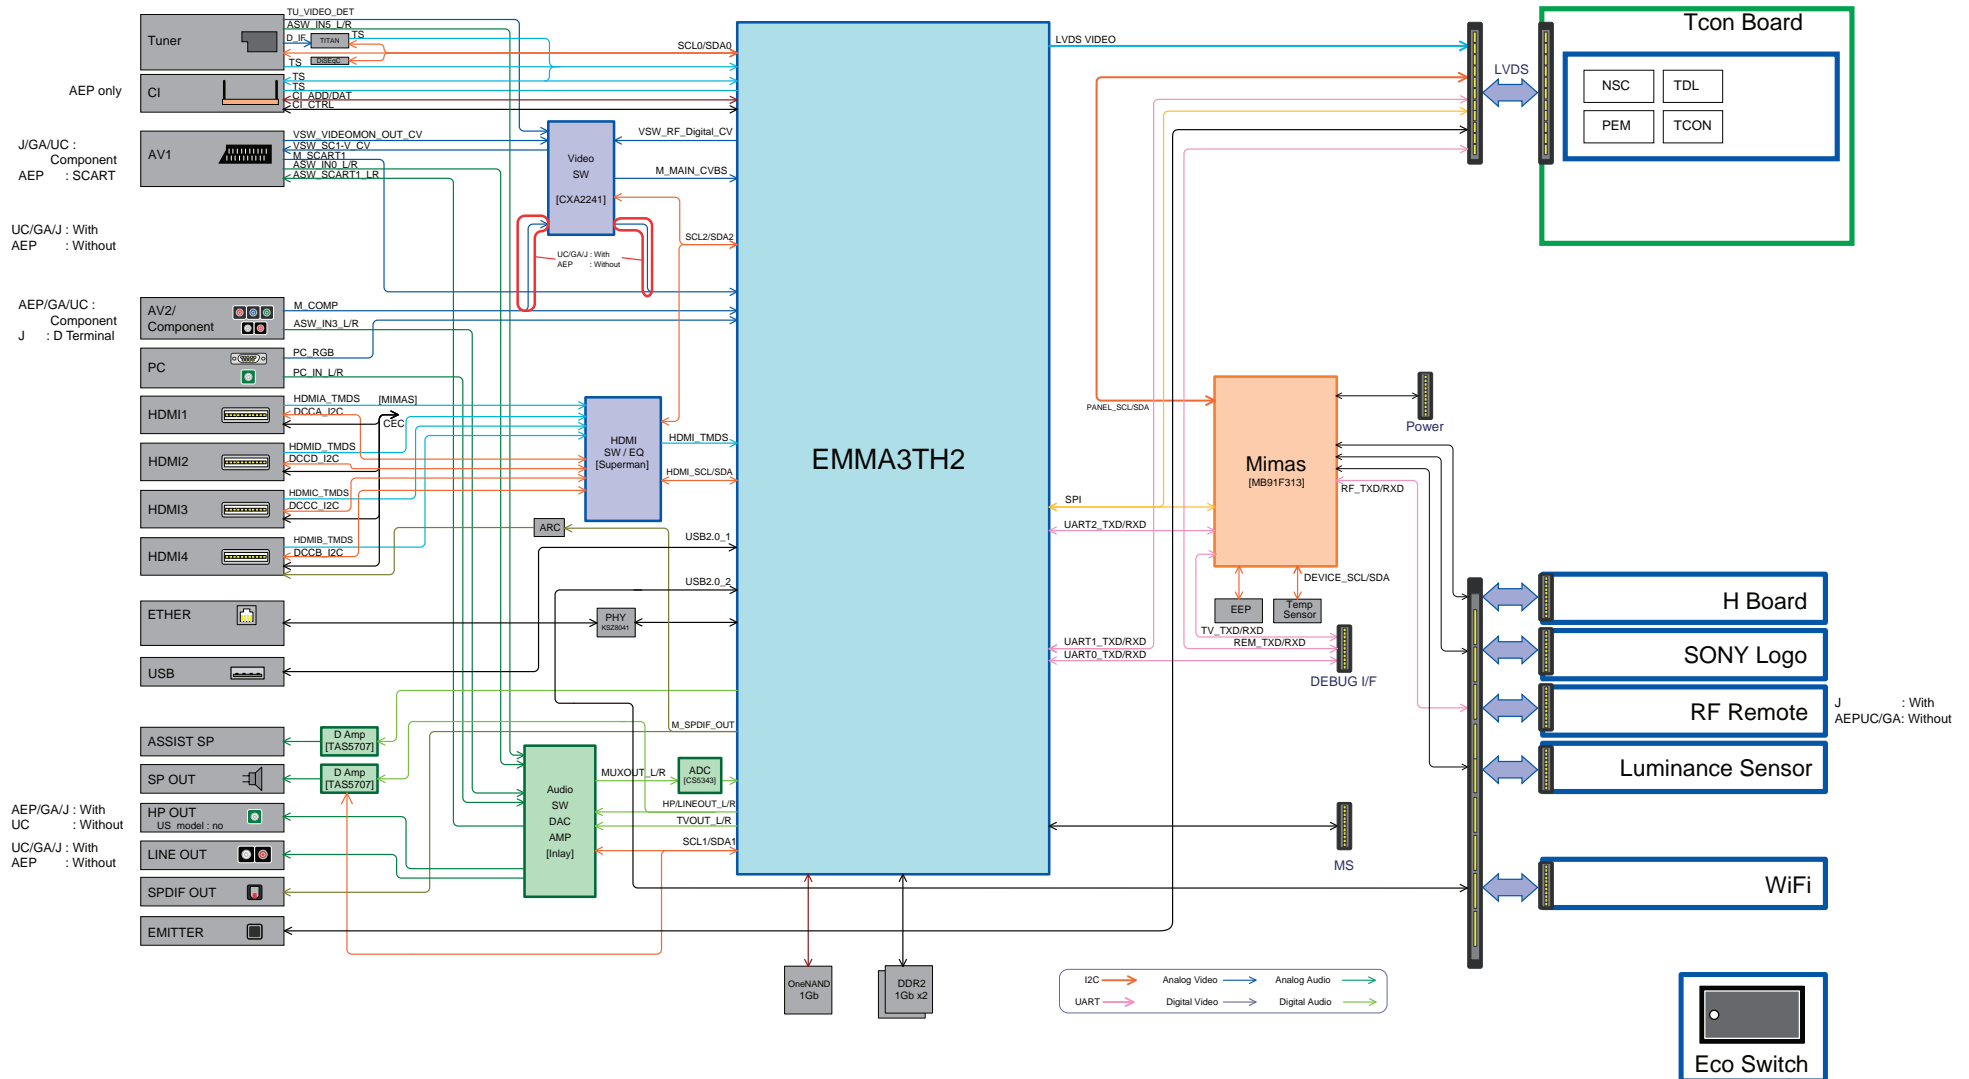 TU_VIDEO_DET
ASW_IN5_L/R
Tuner
D_IF
TITAN
TS
DiSEqC
SCL0/SDA0
TS
AEP only
CI
TS
TS
CI_ADD/DAT
CI_CTRL
J/GA/UC :
Component
AEP : SCART
AV1
VSW_VIDEOMON_OUT_CV
VSW_SC1-V_CV
M_SCART1
ASW_IN0_L/R
ASW_SCART1_LR
Video
SW
[CXA2241]
VSW_RF_Digital_CV
M_MAIN_CVBS
SCL2/SDA2
UC/GA/J : With
AEP : Without
UC/GA/J : With
AEP : Without
AEP/GA/UC :
Component
J : D Terminal
AV2/
Component
M_COMP
ASW_IN3_L/R
PC
PC_RGB
PC_IN_L/R
HDMI1
HDMIA_TMDS
DCCA_I2C
[MIMAS]
CEC
HDMI2
HDMID_TMDS
DCCD_I2C
HDMI3
HDMIC_TMDS
DCCC_I2C
HDMI4
HDMIB_TMDS
DCCB_I2C
HDMI
SW / EQ
[Superman]
HDMI_TMDS
HDMI_SCL/SDA
ARC
USB2.0_1
USB2.0_2
ETHER
PHY
KSZ8041
USB
ASSIST SP
D Amp
[TAS5707]
M_SPDIF_OUT
SP OUT
D Amp
[TAS5707]
MUXOUT_L/R
ADC
[CS5343]
AEP/GA/J : With
UC : Without
HP OUT
US model : no
Audio
SW
DAC
AMP
[Inlay]
HP/LINEOUT_L/R
TVOUT_L/R
SCL1/SDA1
UC/GA/J : With
AEP : Without
LINE OUT
SPDIF OUT
EMITTER
EMMA3TH2
OneNAND
1Gb
DDR2
1Gb x2
LVDS VIDEO
LVDS
Tcon Board
NSC
TDL
PEM
TCON
PANEL_SCL/SDA
Mimas
[MB91F313]
Power
RF_TXD/RXD
SPI
UART2_TXD/RXD
DEVICE_SCL/SDA
EEP
Temp
Sensor
TV_TXD/RXD
UART1_TXD/RXD
REM_TXD/RXD
UART0_TXD/RXD
DEBUG I/F
H Board
SONY Logo
RF Remote
J : With
AEPUC/GA: Without
Luminance Sensor
MS
WiFi
I2C
Analog Video
Analog Audio
UART
Digital Video
Digital Audio
Eco Switch